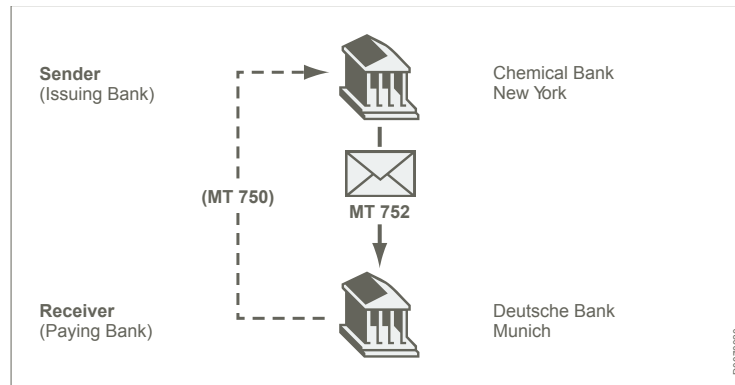 Sender
(Issuing Bank)
Chemical Bank
New York
(MT 750)
MT 752
Receiver
(Paying Bank)
Deutsche Bank
Munich